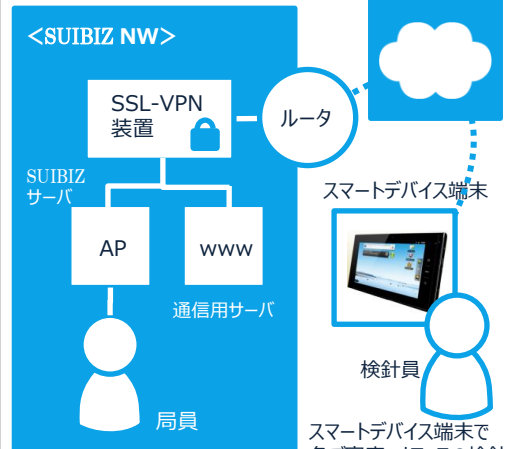 ＜SUIBIZ NW＞
SSL-VPN
装置
ルータ
SUIBIZ
サーバ
スマートデバイス端末
AP
www
通信用サーバ
検針員
局員
スマートデバイス端末で